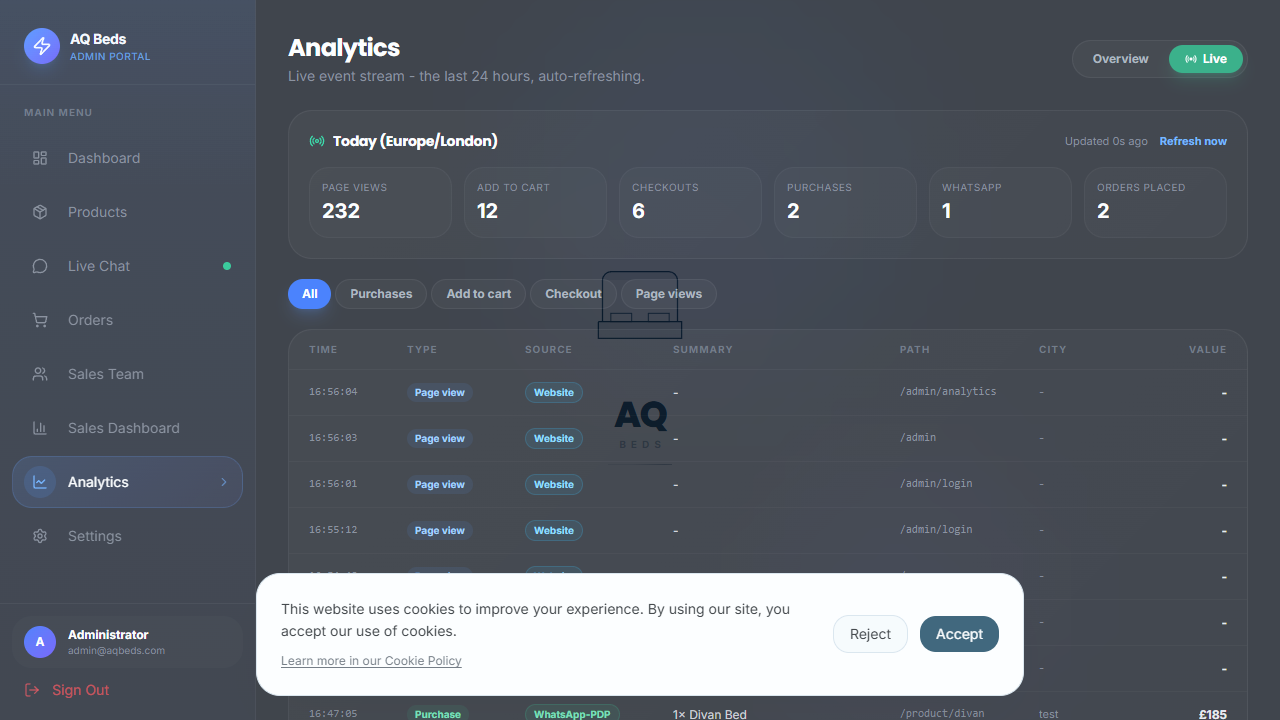 AQ Beds
ADMIN PORTAL
MAIN MENU
Dashboard
Products
Live Chat
Orders
Sales Team
Sales Dashboard
Analytics
Settings
A
Administrator
admin@aqbeds.com
Sign Out
Analytics
Live event stream - the last 24 hours, auto-refreshing.
Overview
Live
Today (Europe/London)
Updated 0s ago Refresh now
PAGE VIEWS ADD TO CART CHECKOUTS PURCHASES WHATSAPP ORDERS PLACED
232 12 6 2 1 2
All Purchases Add to cart Checkout Page views
TIME TYPE SOURCE SUMMARY PATH CITY VALUE
16:56:04 Page view Website - /admin/analytics - -
16:56:03 Page view Website - /admin - -
16:56:01 Page view Website - /admin/login - -
16:55:12 Page view Website - /admin/login - -
- -
- -
- -
16:47:05 Purchase WhatsApp-PDP 1× Divan Bed /product/divan test £185
AQ
BEDS
This website uses cookies to improve your experience. By using our site, you
accept our use of cookies.
Learn more in our Cookie Policy
Reject
Accept